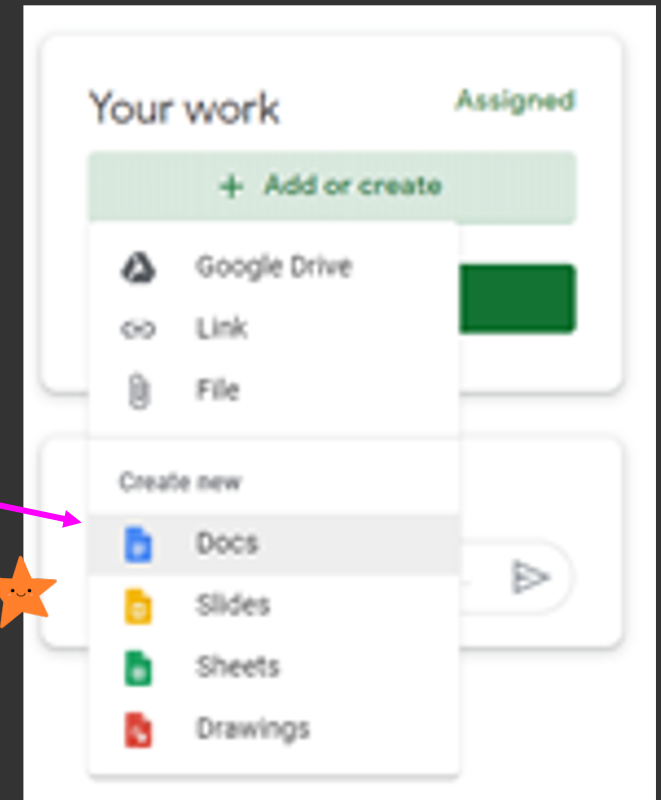 Your work
Assigned
+ Add or create
Google Drive
Link
File
Create new
Docs
Slides
Sheets
Drawings